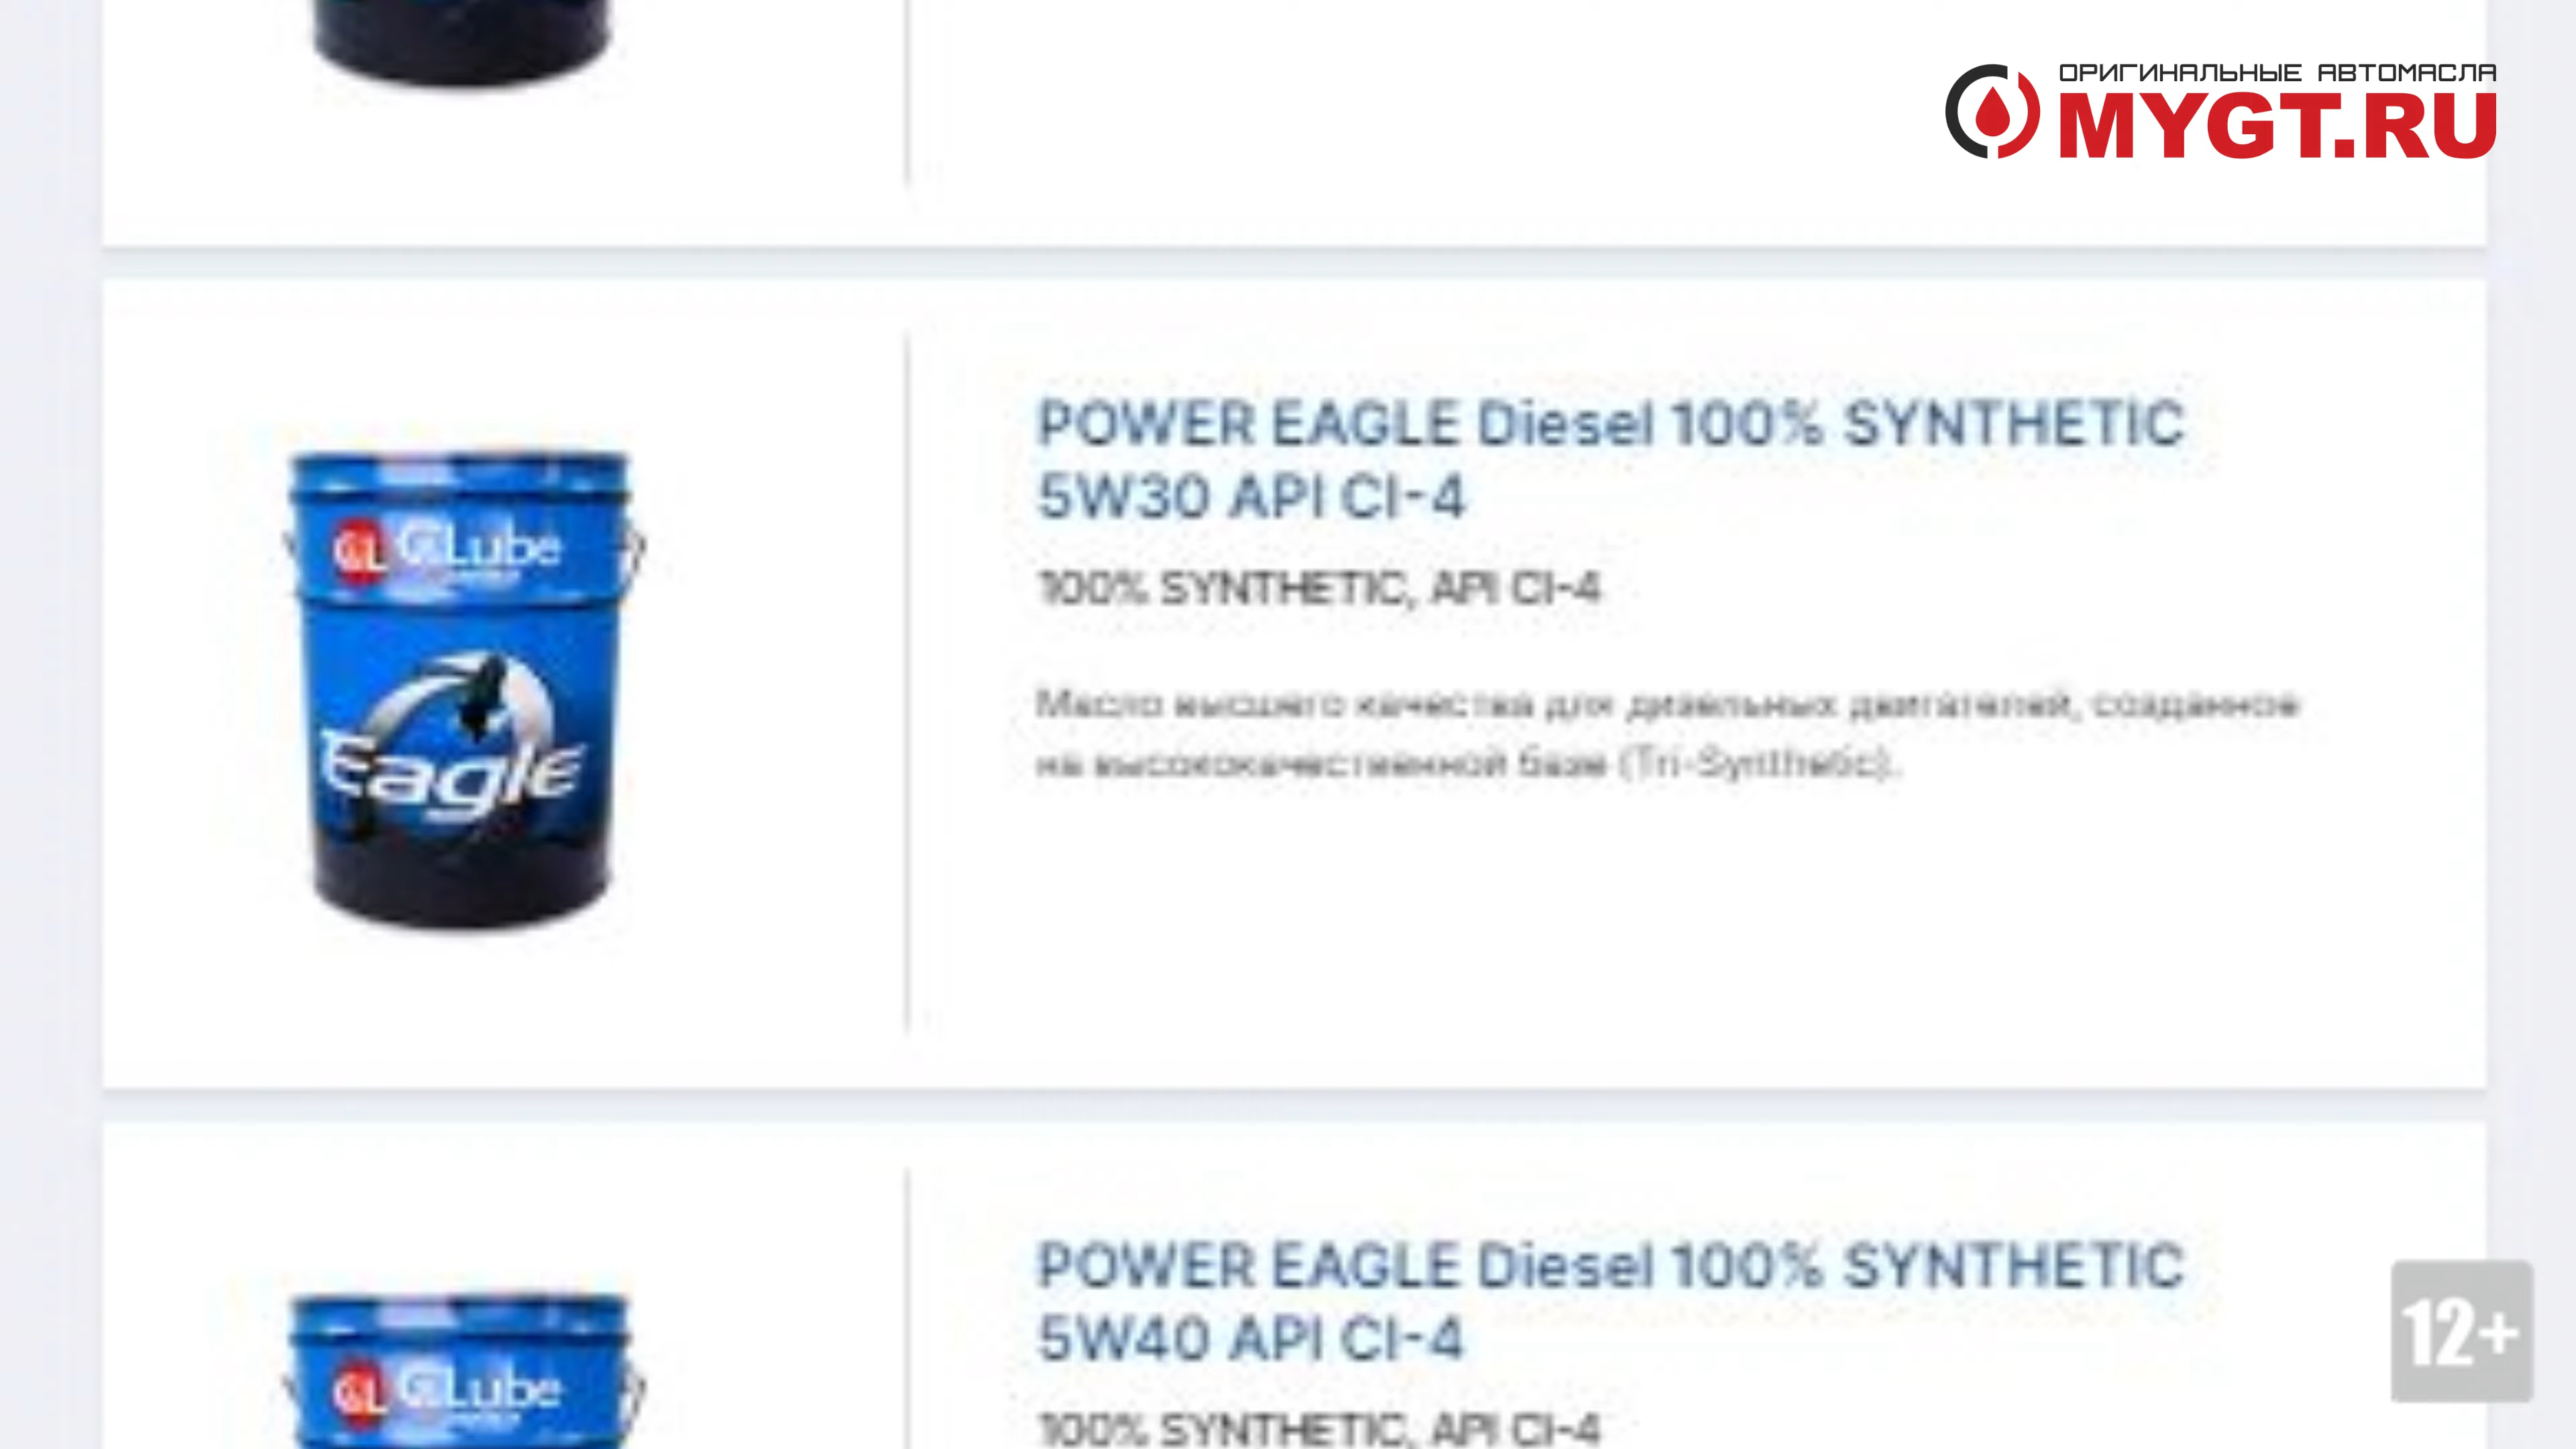 ОРИГИНАЛЬНЫЕ АВТОМАСЛА
MYGT.RU
POWER EAGLE Diesel 100% SYNTHETIC
5W30 API CI-4
100% SYNTHETIC, API CI-4
Масло высшего качества для дизельных двигателей, созданное
на высококачественной базе (Tri-Synthetic).
GL GLube
Eagle
POWER EAGLE Diesel 100% SYNTHETIC
5W40 API CI-4
100% SYNTHETIC, API CI-4
GL GLube
12+